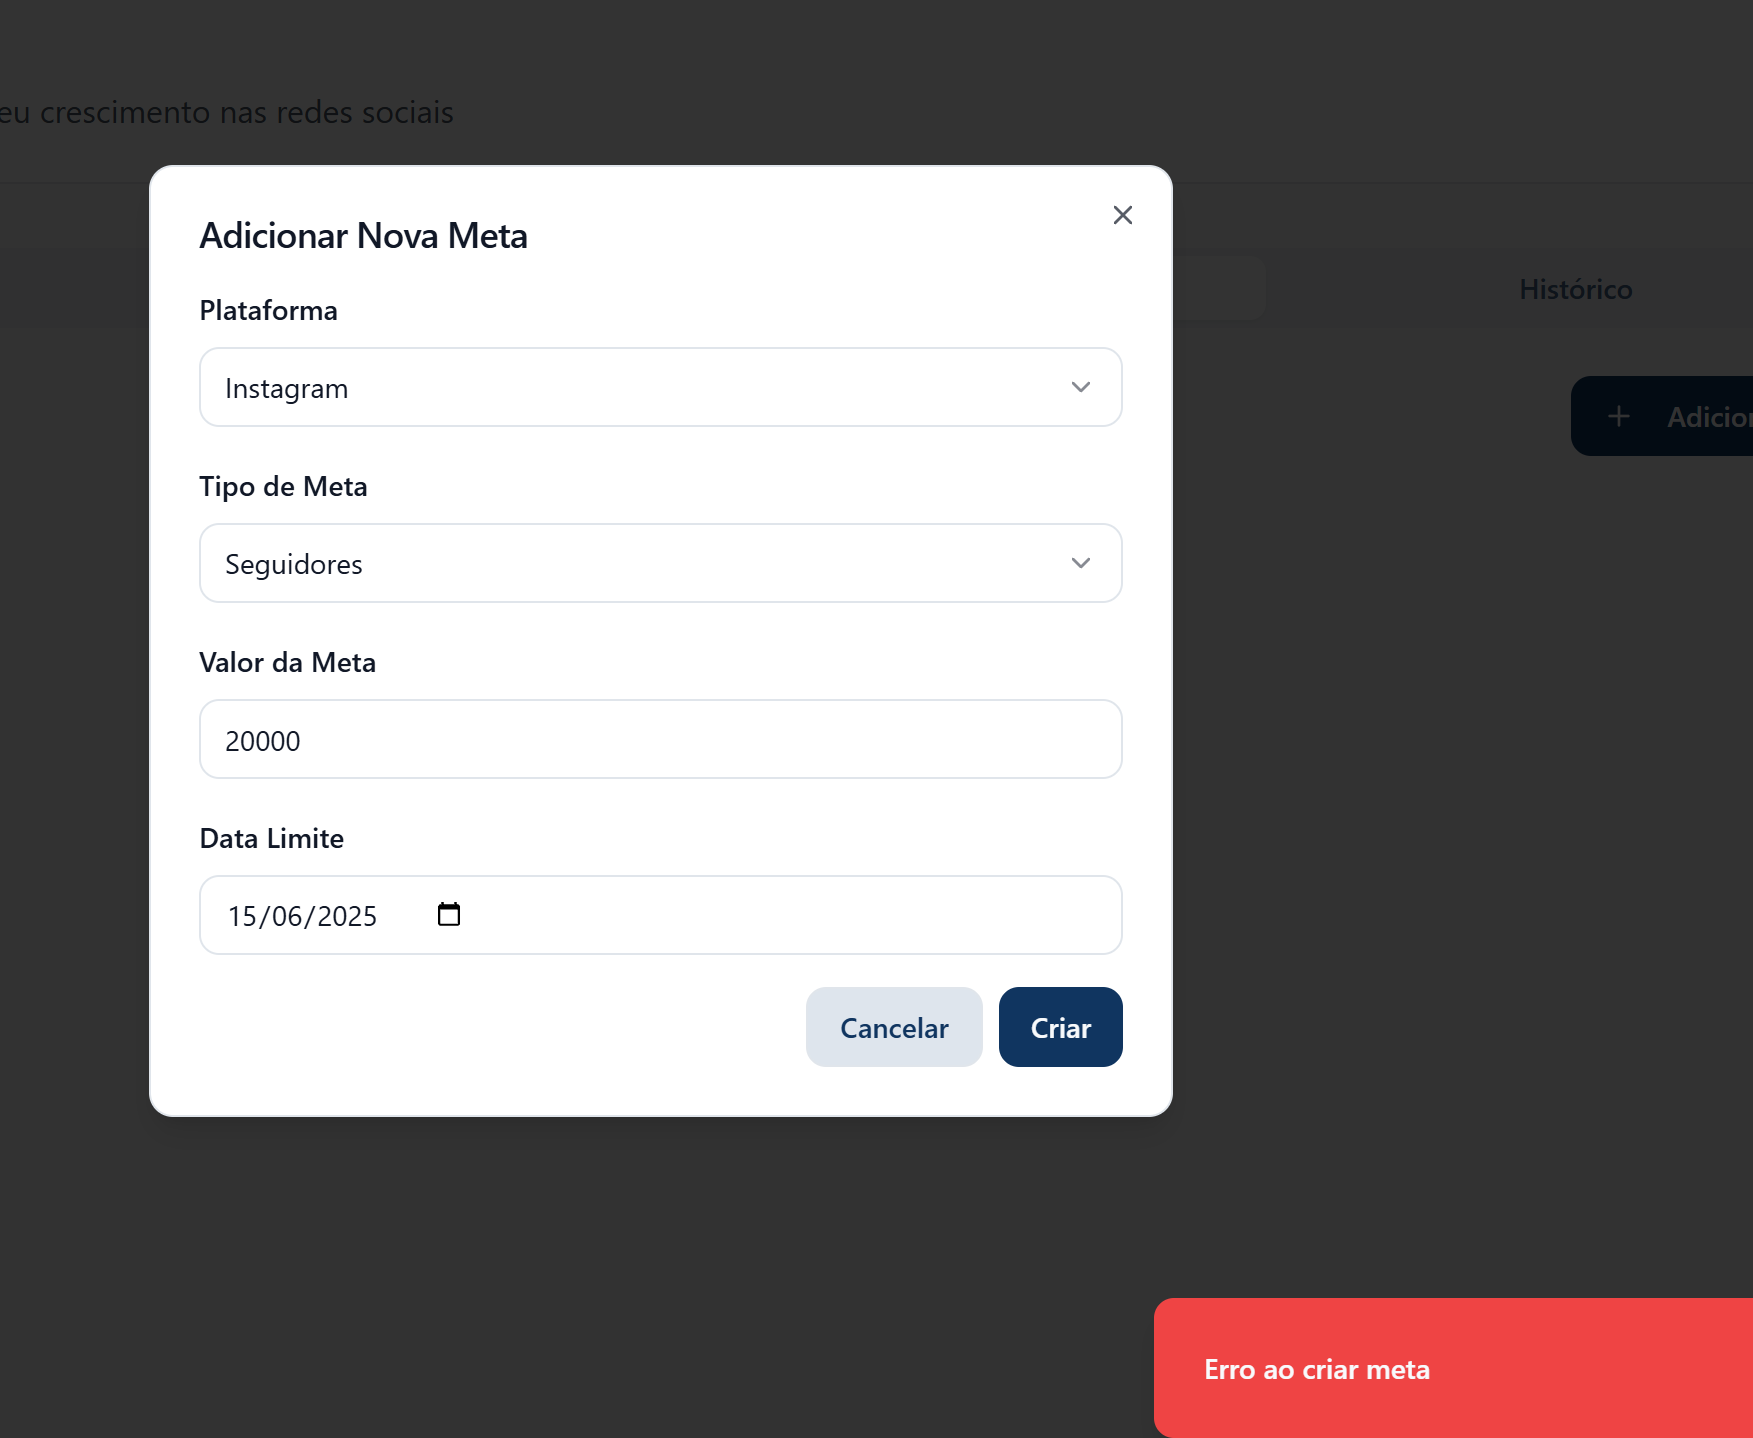 eu crescimento nas redes sociais
Adicionar Nova Meta
Plataforma
Instagram
Tipo de Meta
Seguidores
Valor da Meta
20000
Data Limite
15/06/2025
Cancelar
Criar
Histórico
+ Adicion
Erro ao criar meta